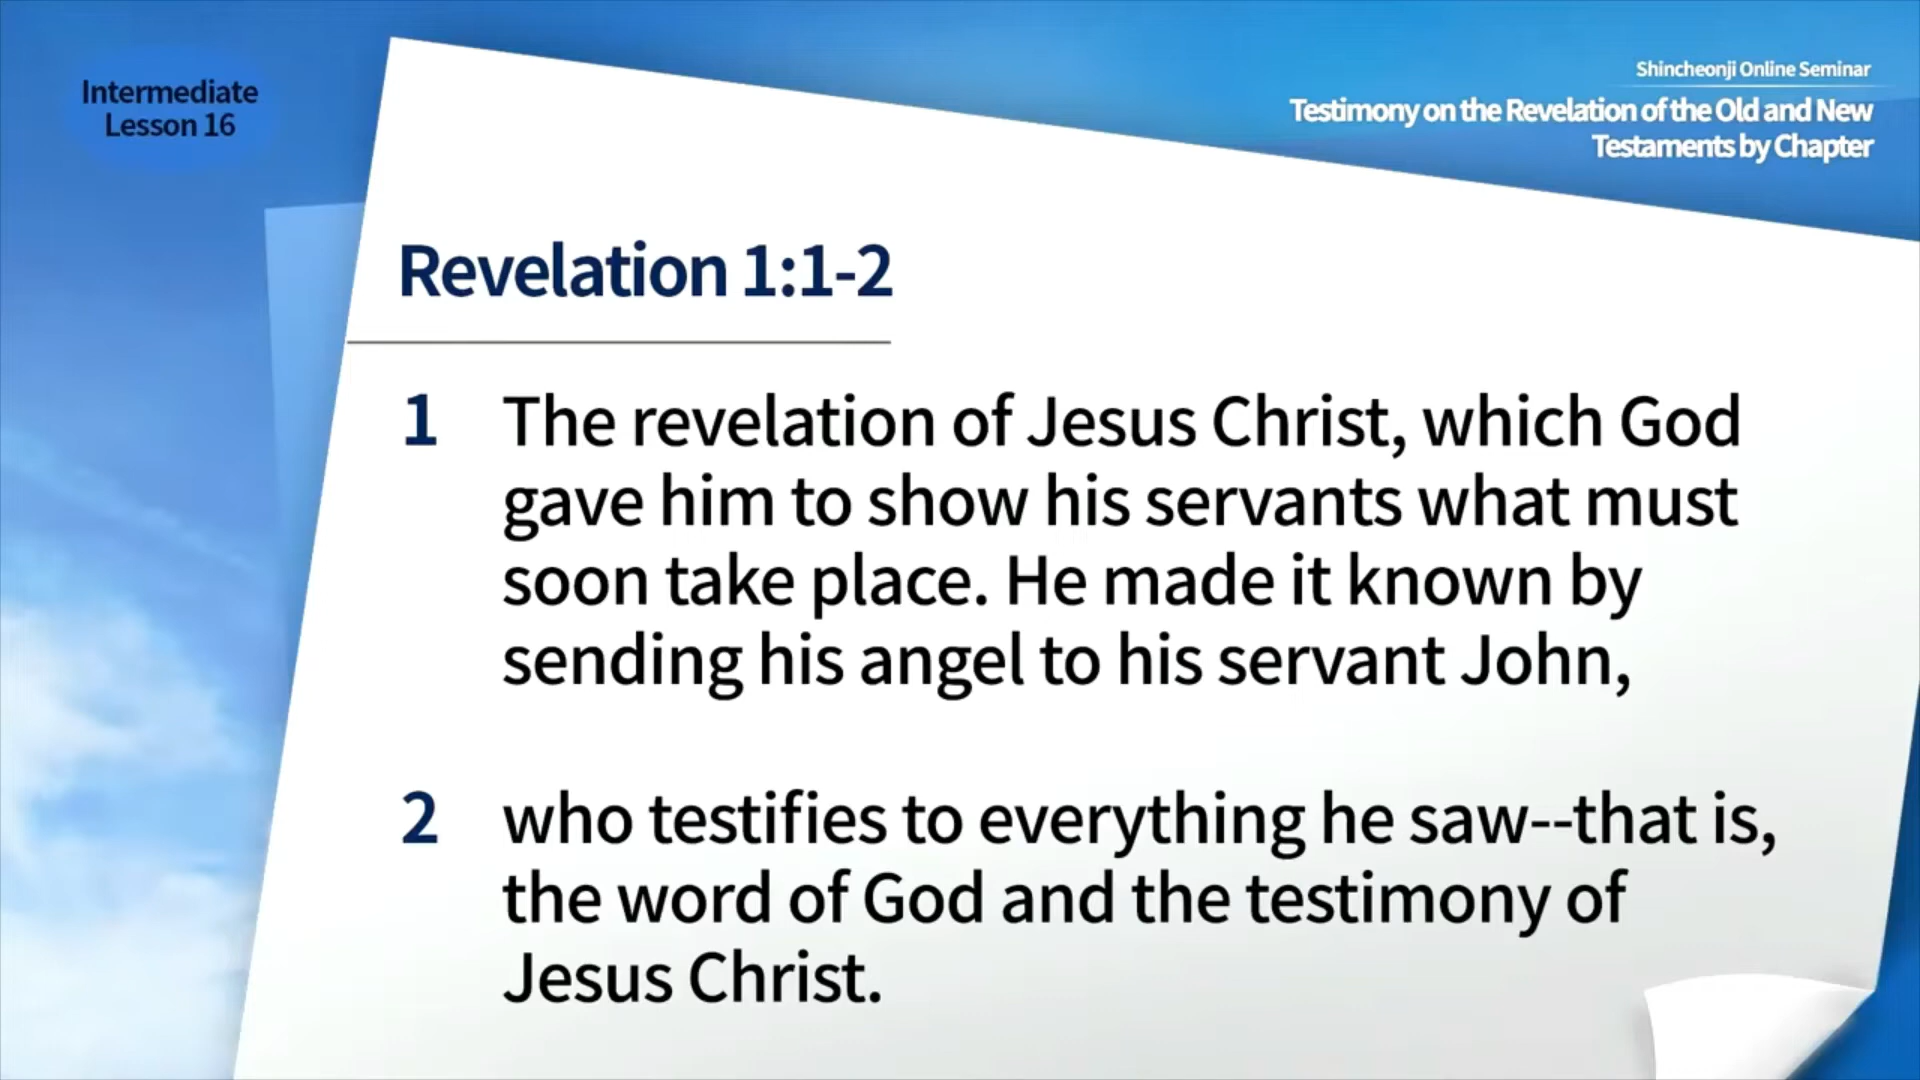 Intermediate
Lesson 16
Shincheonji Online Seminar
Testimony on the Revelation of the Old and New
Testaments by Chapter
Revelation 1:1-2
1 The revelation of Jesus Christ, which God
gave him to show his servants what must
soon take place. He made it known by
sending his angel to his servant John,
2 who testifies to everything he saw--that is,
the word of God and the testimony of
Jesus Christ.